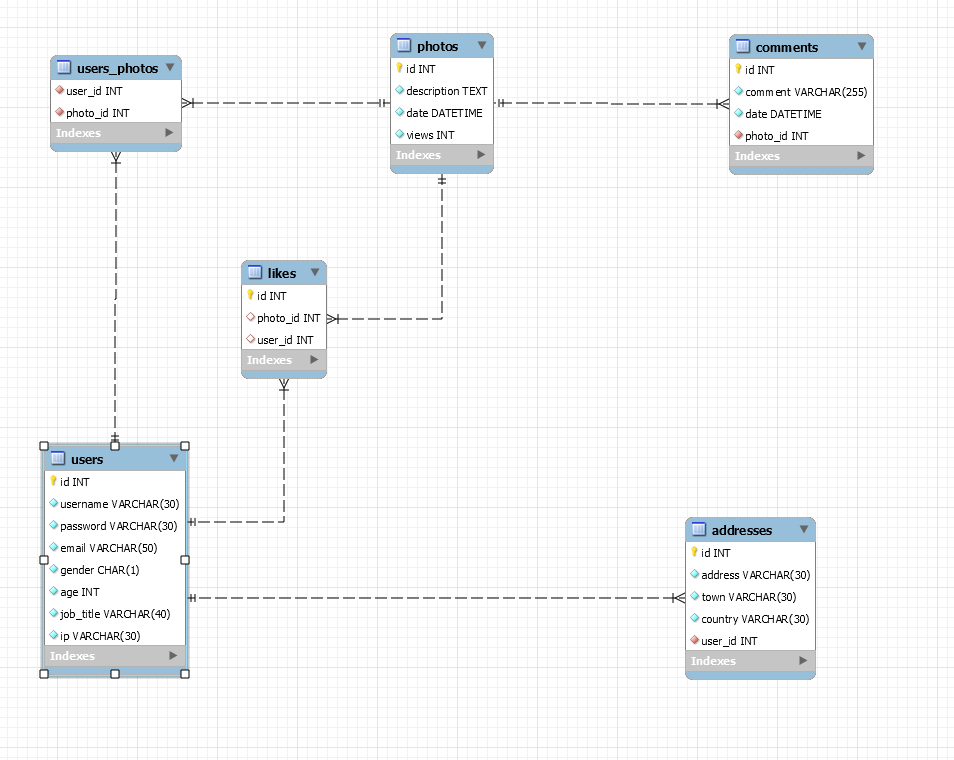 users_photos
user_id INT
photo_id INT
Indexes
photos
id INT
description TEXT
date DATETIME
views INT
Indexes
comments
id INT
comment VARCHAR(255)
date DATETIME
photo_id INT
Indexes
likes
id INT
photo_id INT
user_id INT
Indexes
users
id INT
username VARCHAR(30)
password VARCHAR(30)
email VARCHAR(50)
gender CHAR(1)
age INT
job_title VARCHAR(40)
ip VARCHAR(30)
Indexes
addresses
id INT
address VARCHAR(30)
town VARCHAR(30)
country VARCHAR(30)
user_id INT
Indexes